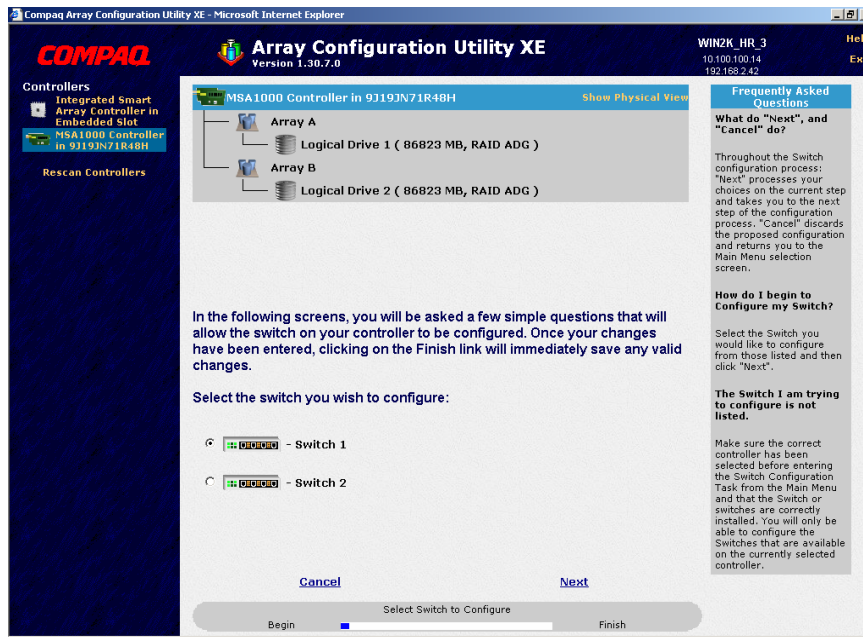 Compaq Array Configuration Utility XE - Microsoft Internet Explorer
COMPAQ
Array Configuration Utility XE
Version 1.30.7.0
WIN2K_HR_3
10.100.100.14
192.168.2.42
Hel
Ex
Controllers
Integrated Smart
Array Controller in
Embedded Slot
MSA1000 Controller
in 9J19JN71R48H
Rescan Controllers
MSA1000 Controller in 9J19JN71R48H
Show Physical View
Array A
Logical Drive 1 ( 86823 MB, RAID ADG )
Array B
Logical Drive 2 ( 86823 MB, RAID ADG )
In the following screens, you will be asked a few simple questions that will
allow the switch on your controller to be configured. Once your changes
have been entered, clicking on the Finish link will immediately save any valid
changes.
Select the switch you wish to configure:
- Switch 1
- Switch 2
Cancel
Next
Select Switch to Configure
Begin
Finish
Frequently Asked
Questions
What do "Next", and
"Cancel" do?
Throughout the Switch
configuration process:
"Next" processes your
choices on the current step
and takes you to the next
step of the configuration
process. "Cancel" discards
the proposed configuration
and returns you to the
Main Menu selection
screen.
How do I begin to
Configure my Switch?
Select the Switch you
would like to configure
from those listed and then
click "Next".
The Switch I am trying
to configure is not
listed.
Make sure the correct
controller has been
selected before entering
the Switch Configuration
Task from the Main Menu
and that the Switch or
switches are correctly
installed. You will only be
able to configure the
Switches that are available
on the currently selected
controller.